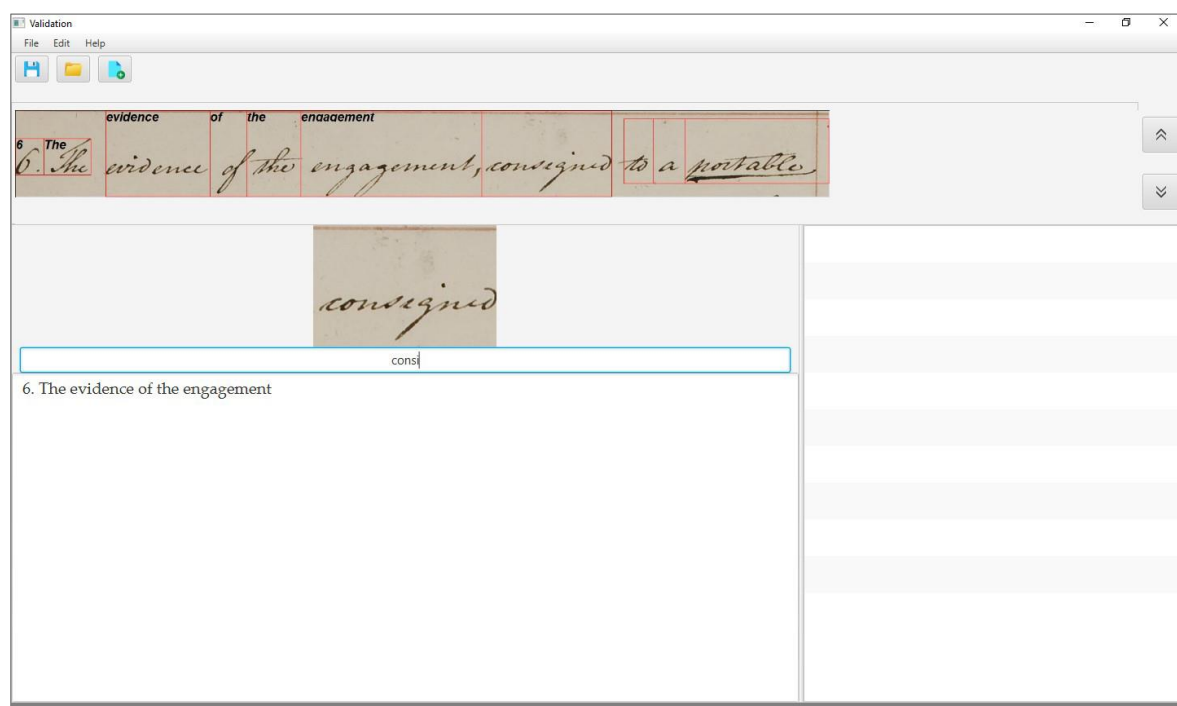 Validation
File Edit Help
evidence of the engagement
6 The
6. The evidence of the engagement, consigned to a portable
consigned
consi
6. The evidence of the engagement